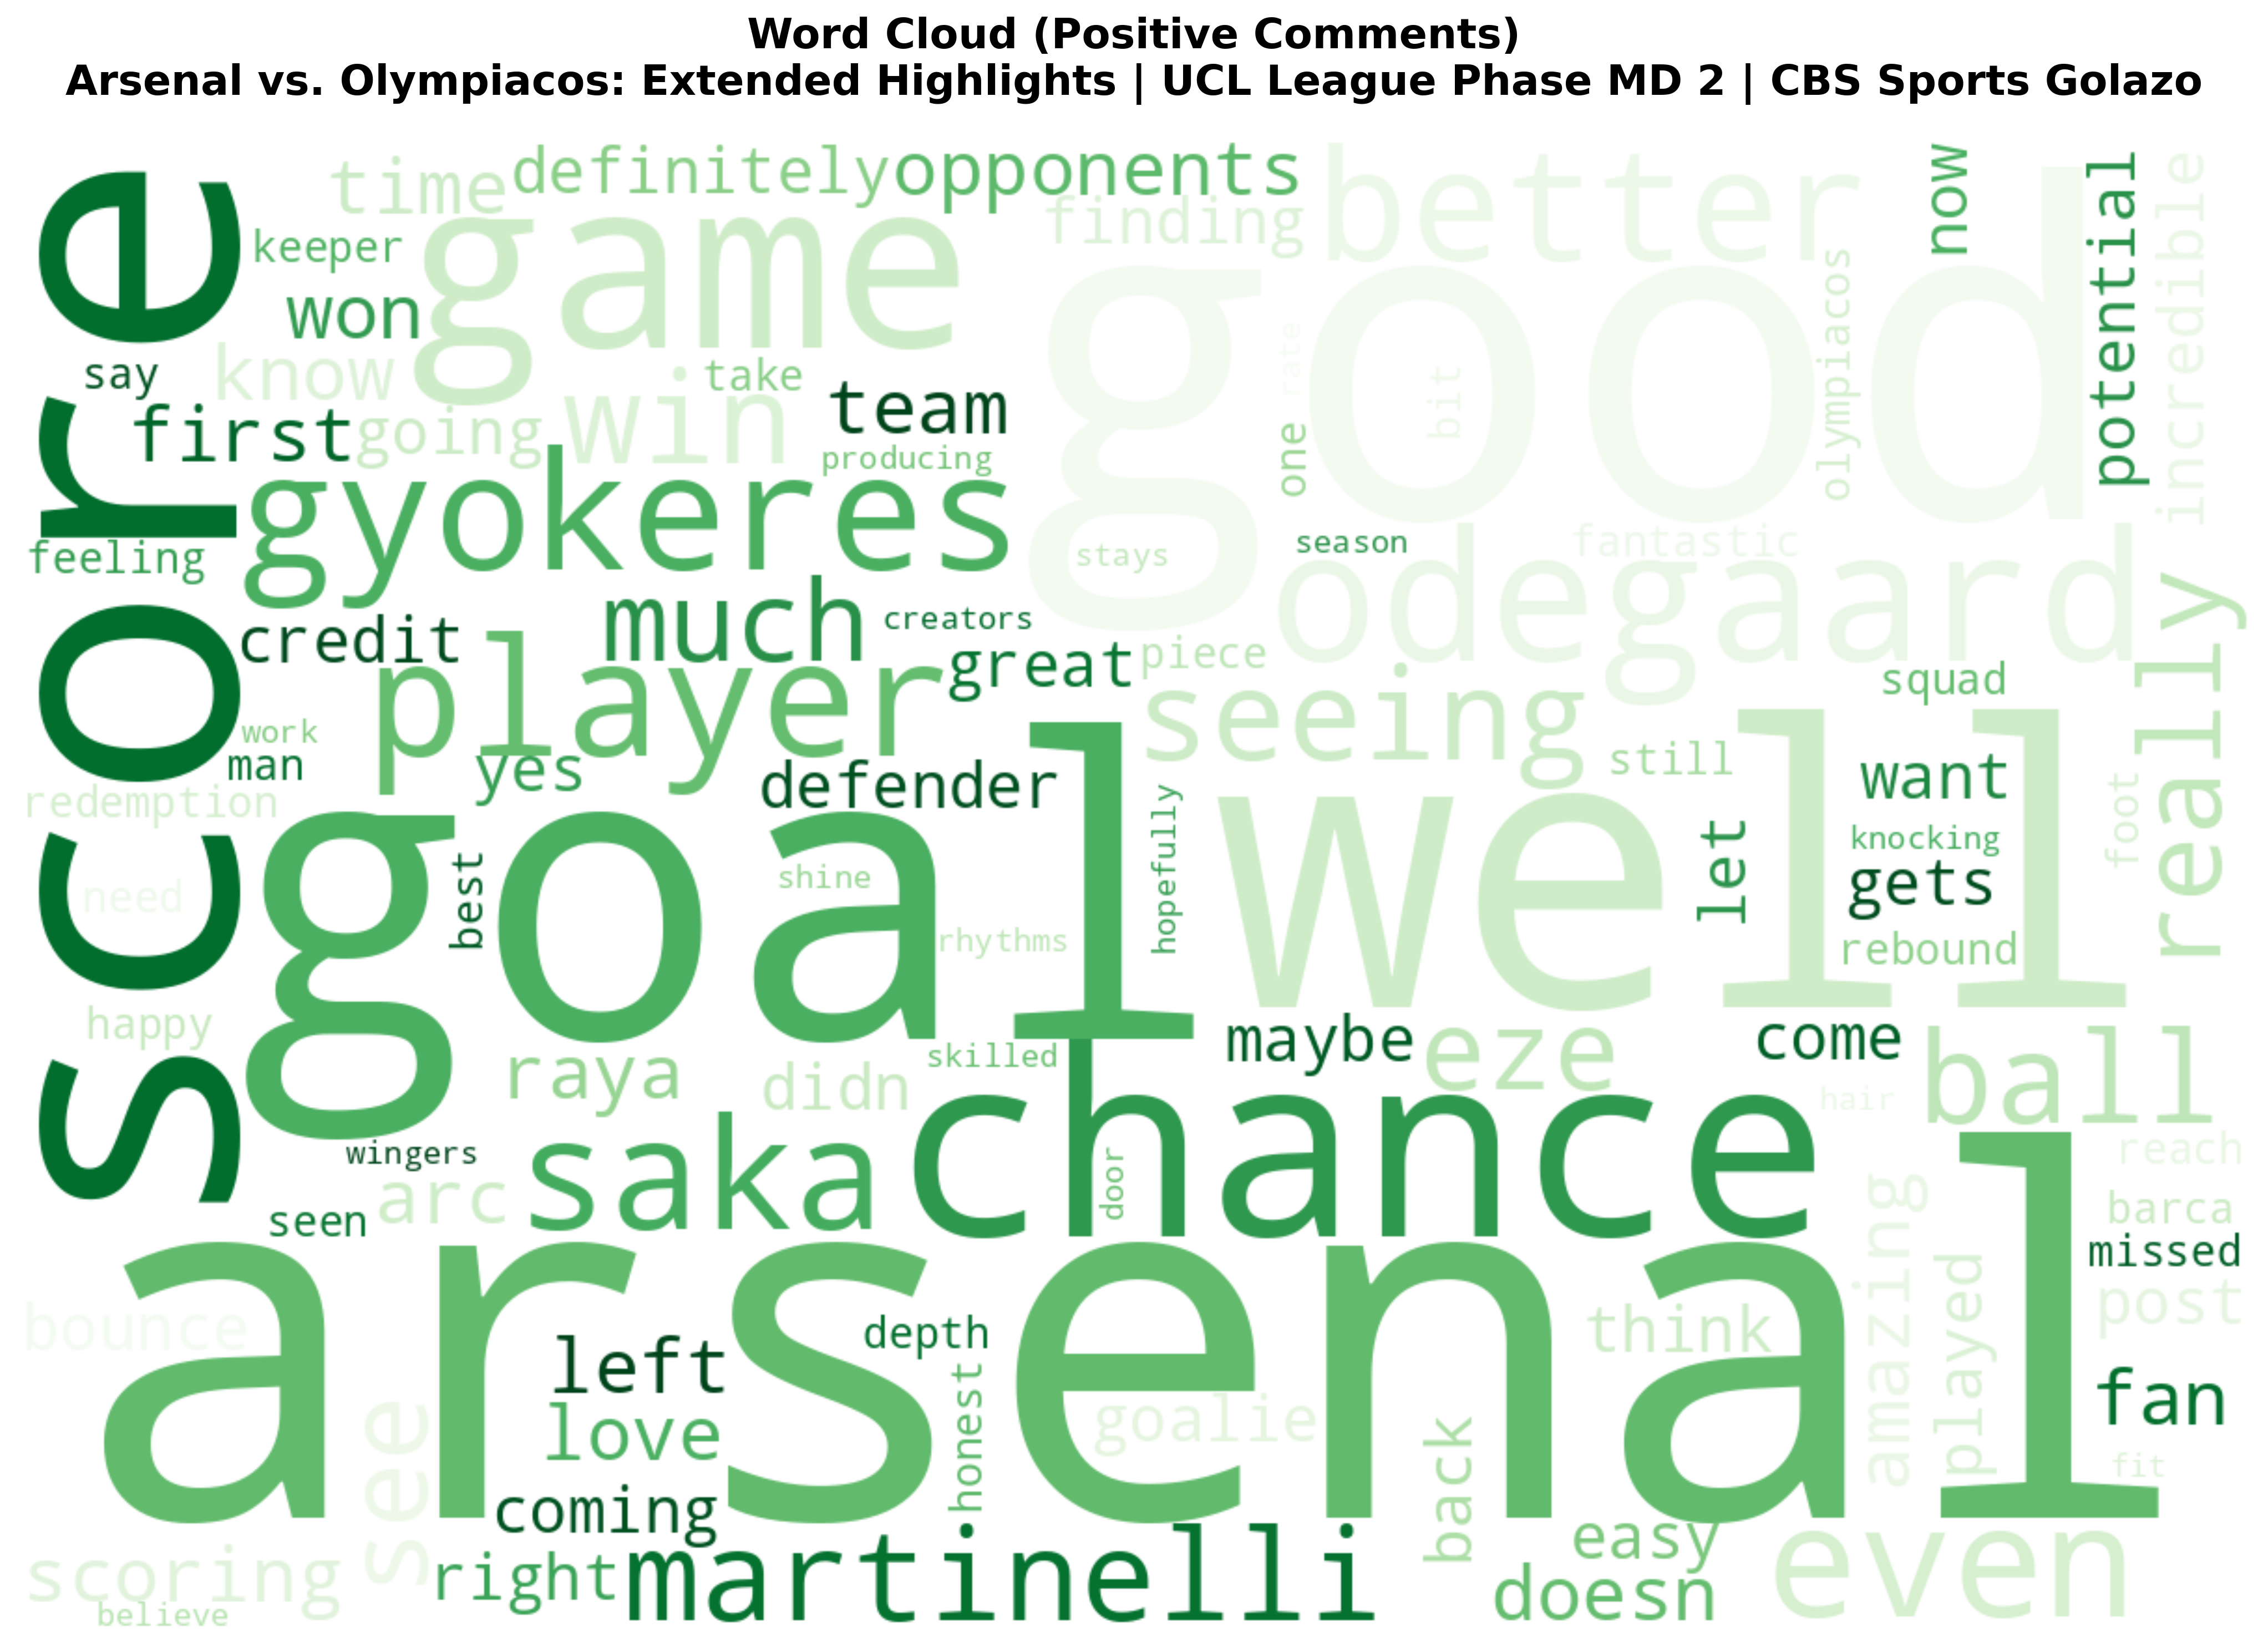 Word Cloud (Positive Comments)
Arsenal vs. Olympiacos: Extended Highlights | UCL League Phase MD 2 | CBS Sports Golazo
score
time
definitely
opponents
finding
better
now
potential
incredible
keeper
game
good
won
olympiacos
say
know
take
rate
bit
first
going
win
team
one
producing
feeling
gyokeres
stays
season
fantastic
odegaard
really
credit
much
creators
player
great
piece
seeing
squad
work
man
yes
defender
still
want
redemption
goal
well
foot
need
best
shine
hopefully
let
knocking
gets
rhythms
rebound
happy
raya
didn
skilled
maybe
eze
come
ball
chance
hair
wingers
saka
door
reach
seen
arc
amazing
barca
missed
arsenal
bounce
left
depth
think
played
post
see
love
honest
goalie
back
fan
coming
fit
scoring
right
martinelli
easy
doesn
even
believe